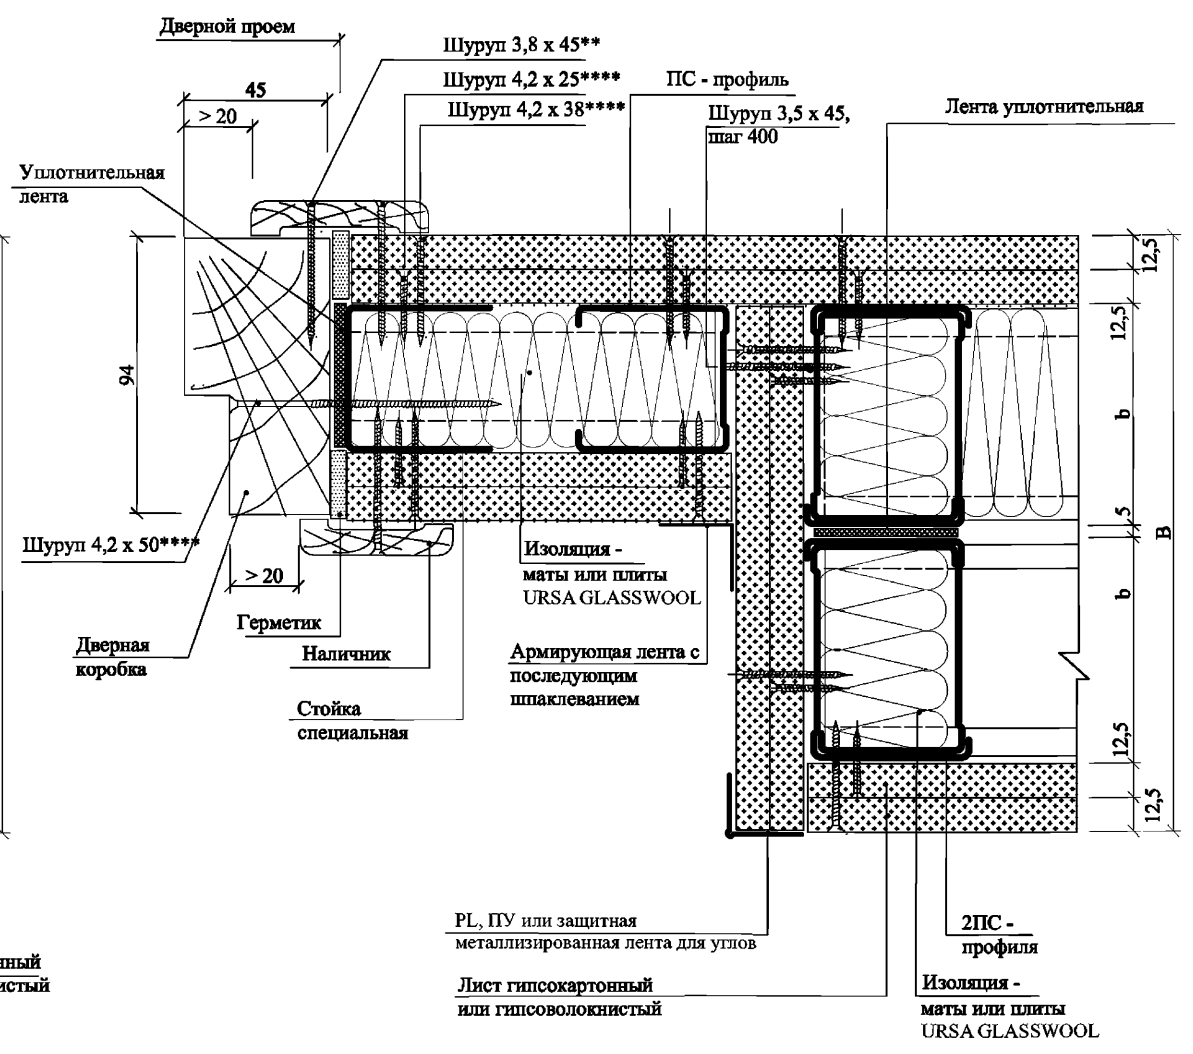 Дверной проем
Шуруп 3,8 х 45**
Шуруп 4,2 х 25****
Шуруп 4,2 х 38****
ПС - профиль
Шуруп 3,5 х 45,
шаг 400
Лента уплотнительная
45
> 20
Уплотнительная
лента
94
12,5
12,5
b
5
b
12,5
12,5
В
Шуруп 4,2 х 50****
> 20
Дверная
коробка
Герметик
Наличник
Стойка
специальная
Изоляция -
маты или плиты
URSA GLASSWOOL
Армирующая лента с
последующим
шпаклеванием
PL, ПУ или защитная
металлизированная лента для углов
Лист гипсокартонный
или гипсоволокнистый
2ПС -
профиля
Изоляция -
маты или плиты
URSA GLASSWOOL
нный
истый